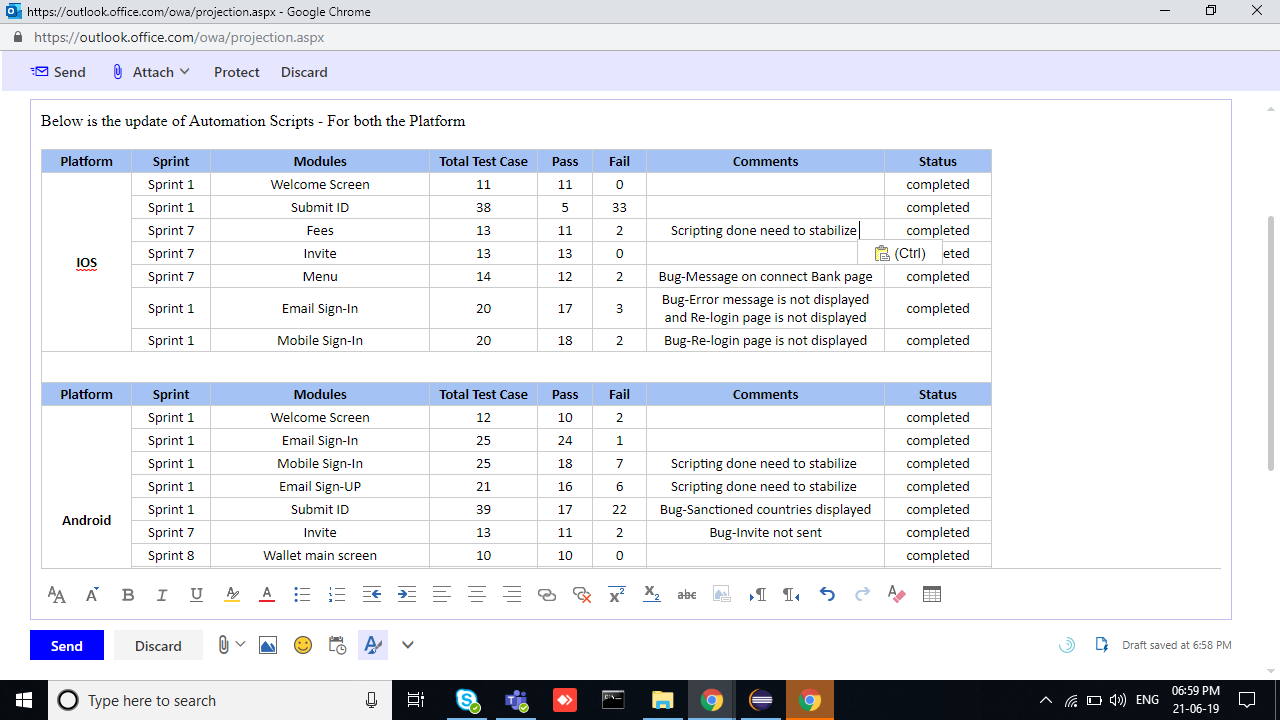 https://outlook.office.com/owa/projection.aspx - Google Chrome
https://outlook.office.com/owa/projection.aspx
Send Attach Protect Discard
Below is the update of Automation Scripts - For both the Platform
Platform Sprint Modules Total Test Case Pass Fail Comments Status
Sprint 1 Welcome Screen 11 11 0 completed
Sprint 1 Submit ID 38 5 33 completed
Sprint 7 Fees 13 11 2 Scripting done need to stabilize completed
IOS
Sprint 7 Invite 13 13 0 (Ctrl) eted
Sprint 7 Menu 14 12 2 Bug-Message on connect Bank page completed
Sprint 1 Email Sign-In 20 17 3 Bug-Error message is not displayed
and Re-login page is not displayed completed
Sprint 1 Mobile Sign-In 20 18 2 Bug-Re-login page is not displayed completed
Platform Sprint Modules Total Test Case Pass Fail Comments Status
Sprint 1 Welcome Screen 12 10 2 completed
Sprint 1 Email Sign-In 25 24 1 completed
Sprint 1 Mobile Sign-In 25 18 7 Scripting done need to stabilize completed
Sprint 1 Email Sign-UP 21 16 6 Scripting done need to stabilize completed
Sprint 1 Submit ID 39 17 22 Bug-Sanctioned countries displayed completed
Android
Sprint 7 Invite 13 11 2 Bug-Invite not sent completed
Sprint 8 Wallet main screen 10 10 0 completed
Send Discard Draft saved at 6:58 PM
Type here to search
ENG 06:59 PM
21-06-19